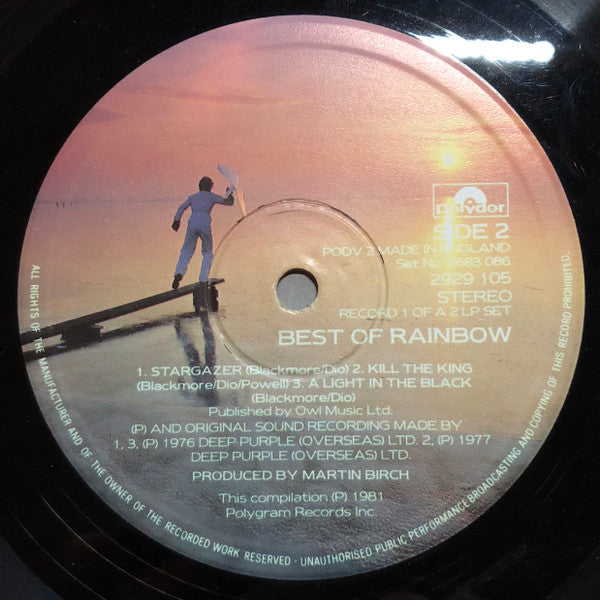 polydor
SIDE 2
PODV 2 MADE IN ENGLAND
Set No. 2683 086
2929 105
STEREO
RECORD 1 OF A 2 LP SET
BEST OF RAINBOW
1. STARGAZER (Blackmore/Dio) 2. KILL THE KING
(Blackmore/Dio/Powell) 3. A LIGHT IN THE BLACK
(Blackmore/Dio)
Published by Owl Music Ltd.
(P) AND ORIGINAL SOUND RECORDING MADE BY
1, 3, (P) 1976 DEEP PURPLE (OVERSEAS) LTD. 2, (P) 1977
DEEP PURPLE (OVERSEAS) LTD.
PRODUCED BY MARTIN BIRCH
This compilation (P) 1981
Polygram Records Inc.
ALL RIGHTS OF THE MANUFACTURER AND OF THE OWNER OF THE RECORDED WORK RESERVED · UNAUTHORISED PUBLIC PERFORMANCE BROADCASTING AND COPYING OF THIS RECORD PROHIBITED.